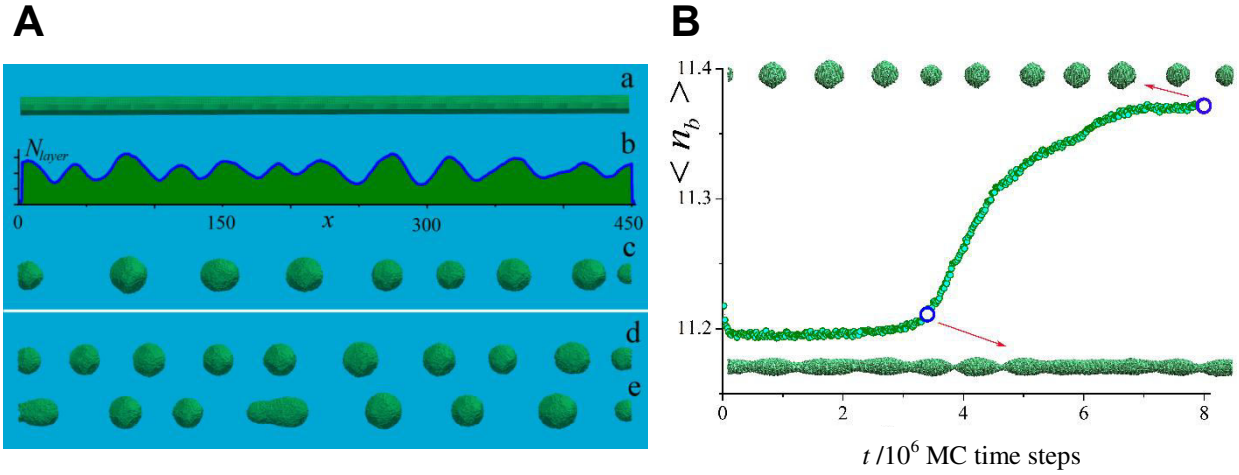 A
a
b
N_layer
0 150 x 300 450
c
d
e
B
11.4
11.3
11.2
< n_b >
0 2 4 6 8
t /10^6 MC time steps